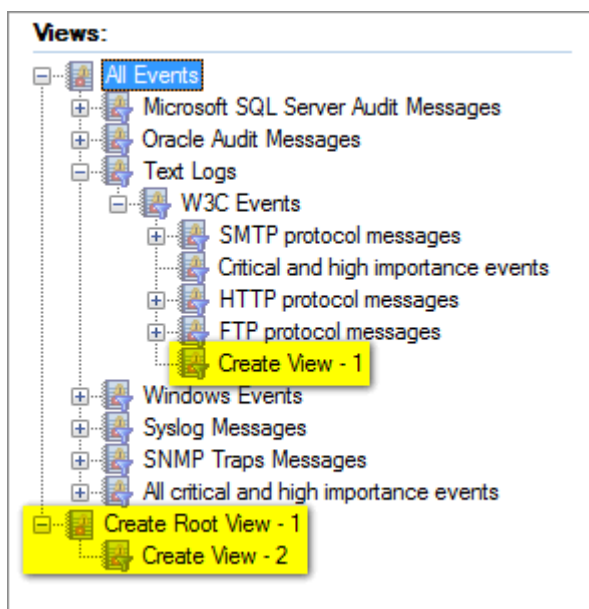 Views:
All Events
Microsoft SQL Server Audit Messages
Oracle Audit Messages
Text Logs
W3C Events
SMTP protocol messages
Critical and high importance events
HTTP protocol messages
FTP protocol messages
Create View - 1
Windows Events
Syslog Messages
SNMP Traps Messages
All critical and high importance events
Create Root View - 1
Create View - 2